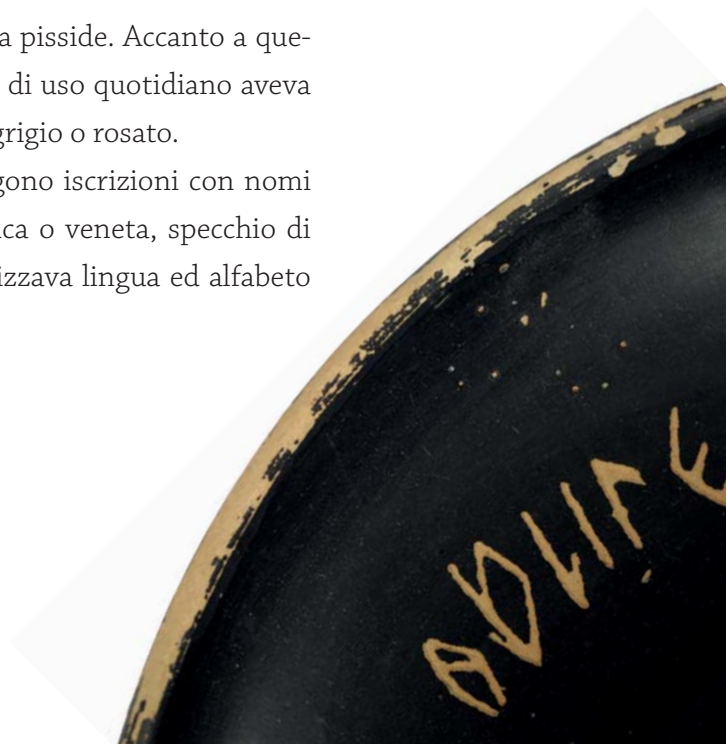 a pisside. Accanto a que-
di uso quotidiano aveva
grigio o rosato.
gono iscrizioni con nomi
ca o veneta, specchio di
izzava lingua ed alfabeto